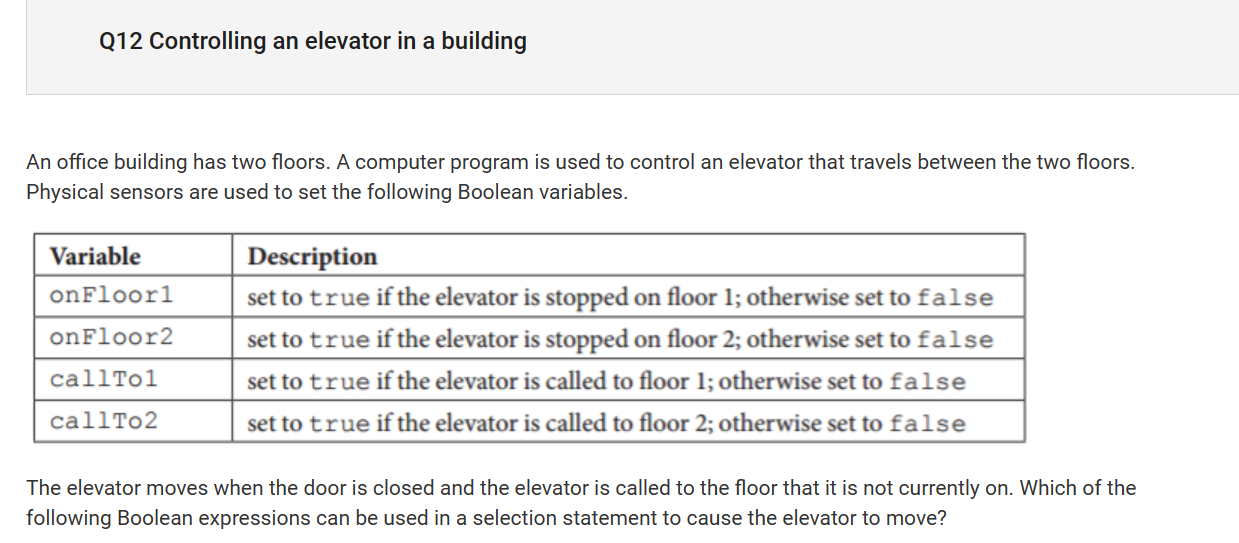 Q12 Controlling an elevator in a building
An office building has two floors. A computer program is used to control an elevator that travels between the two floors.
Physical sensors are used to set the following Boolean variables.
Variable Description
onFloor1 set to true if the elevator is stopped on floor 1; otherwise set to false
onFloor2 set to true if the elevator is stopped on floor 2; otherwise set to false
callTo1 set to true if the elevator is called to floor 1; otherwise set to false
callTo2 set to true if the elevator is called to floor 2; otherwise set to false
The elevator moves when the door is closed and the elevator is called to the floor that it is not currently on. Which of the
following Boolean expressions can be used in a selection statement to cause the elevator to move?